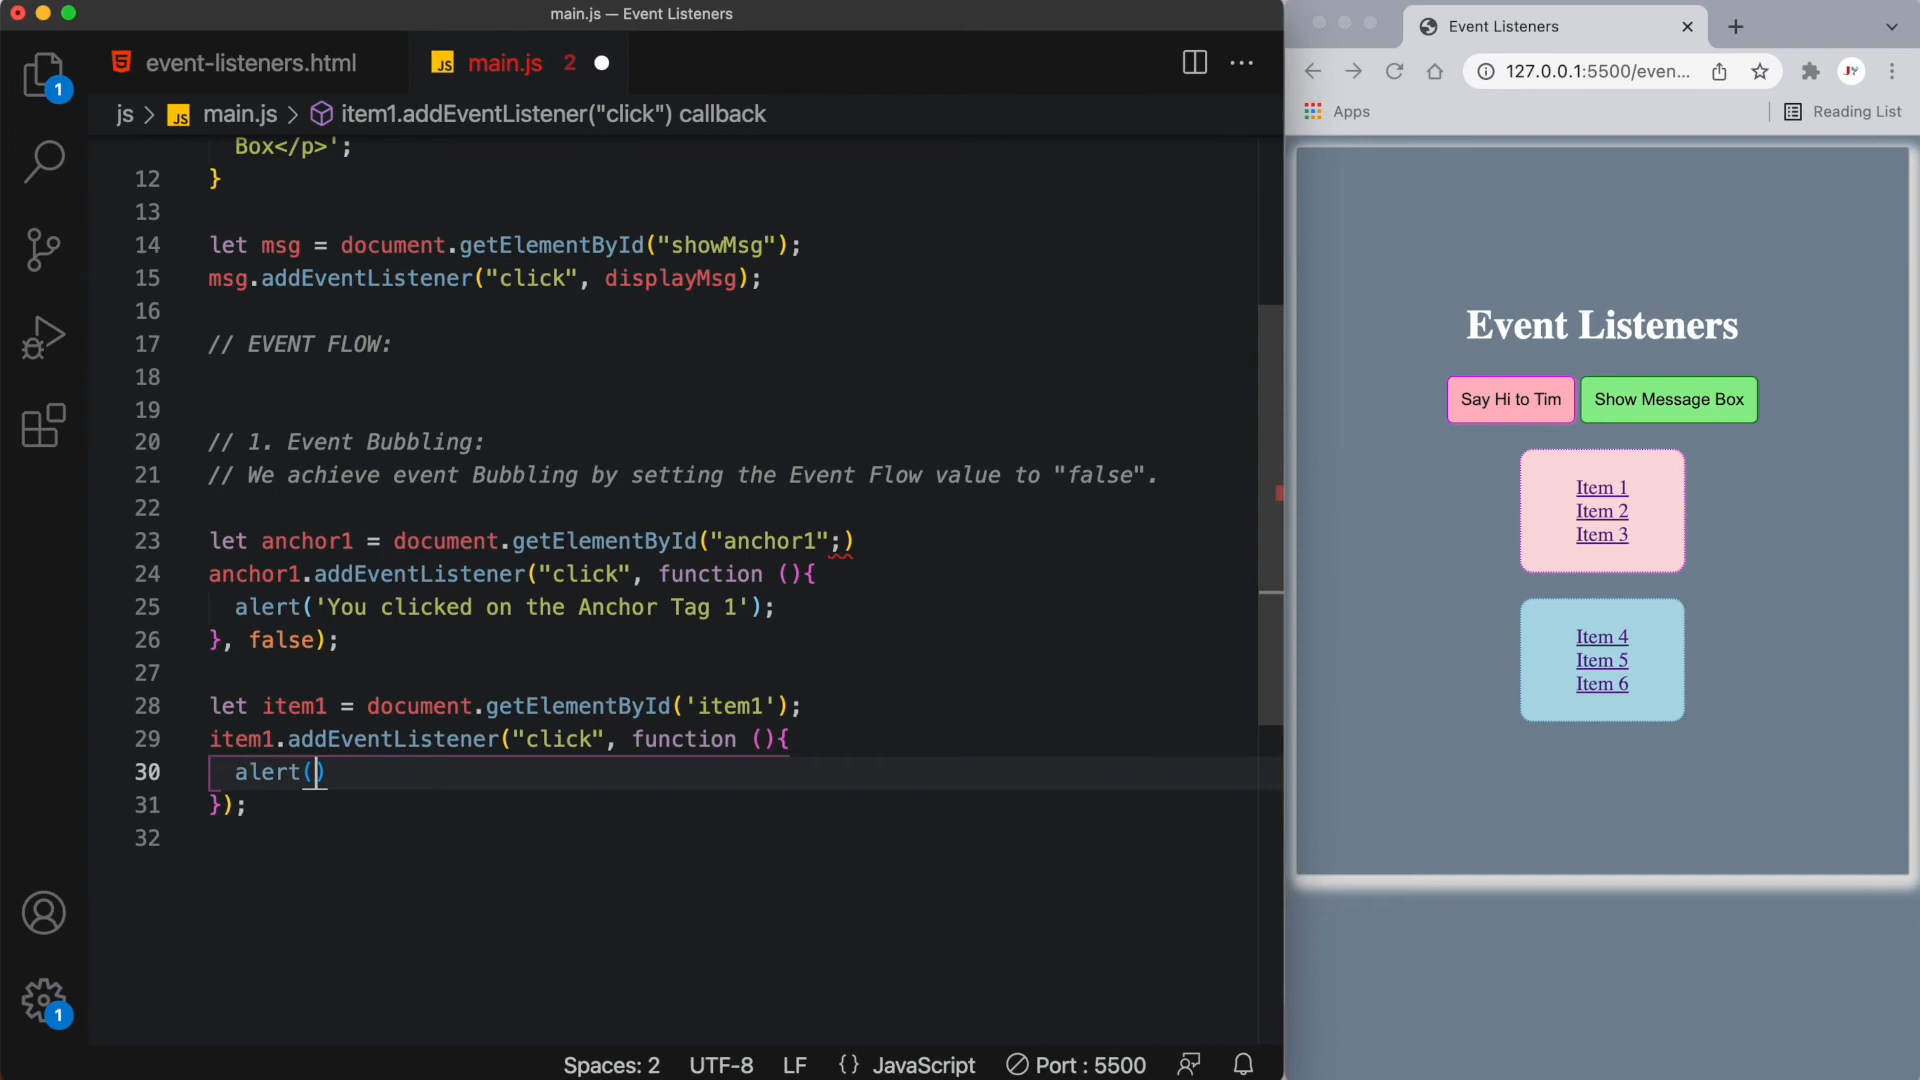 main.js — Event Listeners
event-listeners.html
JS main.js 2
js > JS main.js > item1.addEventListener("click") callback
Box</p>';
12 }
13
14 let msg = document.getElementById("showMsg");
15 msg.addEventListener("click", displayMsg);
16
17 // EVENT FLOW:
18
19
20 // 1. Event Bubbling:
21 // We achieve event Bubbling by setting the Event Flow value to "false".
22
23 let anchor1 = document.getElementById("anchor1";)
24 anchor1.addEventListener("click", function (){
25 alert('You clicked on the Anchor Tag 1');
26 }, false);
27
28 let item1 = document.getElementById('item1');
29 item1.addEventListener("click", function (){
30 alert()
31 });
32
1
1
Spaces: 2 UTF-8 LF {} JavaScript Port : 5500
Event Listeners
127.0.0.1:5500/even...
JY
Apps
Reading List
Event Listeners
Say Hi to Tim
Show Message Box
Item 1
Item 2
Item 3
Item 4
Item 5
Item 6